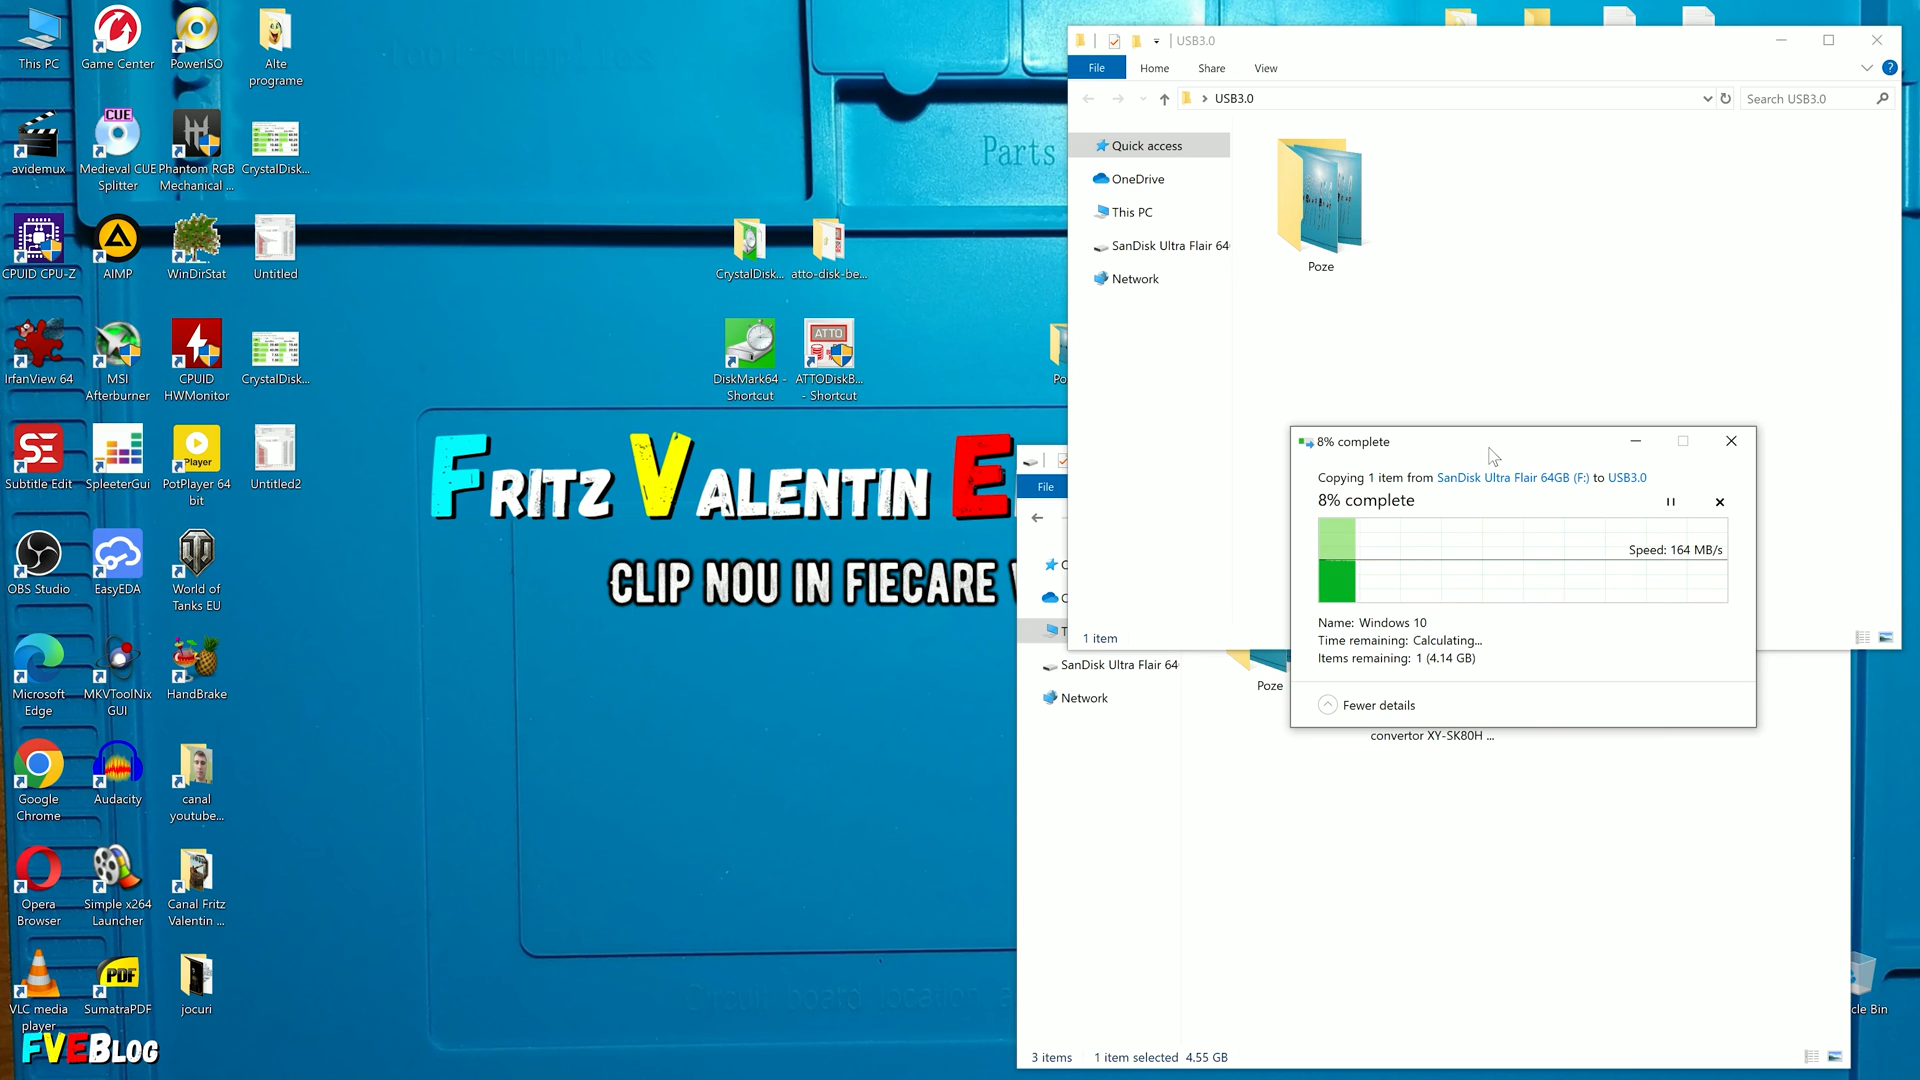 This PC
Game Center
PowerISO
Alte
programe
avidemux
CUE
Medieval CUE
Splitter
Phantom RGB
Mechanical ...
CrystalDisk...
CPUID CPU-Z
AIMP
WinDirStat
Untitled
IrfanView 64
MSI
Afterburner
CPUID
HWMonitor
CrystalDisk...
SE
Subtitle Edit
SpleeterGui
Player
PotPlayer 64
bit
Untitled2
OBS Studio
EasyEDA
World of
Tanks EU
Microsoft
Edge
MKVToolNix
GUI
HandBrake
Google
Chrome
Audacity
canal
youtube...
Opera
Browser
Simple x264
Launcher
Canal Fritz
Valentin ...
VLC media
player
PDF
SumatraPDF
jocuri
FVEBLOG
CrystalDisk...
atto-disk-be...
DiskMark64 -
Shortcut
ATTO
ATTODiskB...
- Shortcut
Parts
Po
FRITZ VALENTIN E
CLIP NOU IN FIECARE V
USB3.0
File
Home
Share
View
USB3.0
Search USB3.0
Quick access
OneDrive
This PC
SanDisk Ultra Flair 64
Network
Poze
1 item
8% complete
Copying 1 item from SanDisk Ultra Flair 64GB (F:) to USB3.0
8% complete
Speed: 164 MB/s
Name: Windows 10
Time remaining: Calculating...
Items remaining: 1 (4.14 GB)
Fewer details
File
SanDisk Ultra Flair 64
Network
Poze
convertor XY-SK80H ...
3 items
1 item selected 4.55 GB
cle Bin